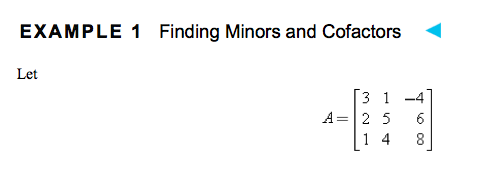 EXAMPLE 1 Finding Minors and Cofactors
Let
3 1 −4
A= 2 5 6
1 4 8